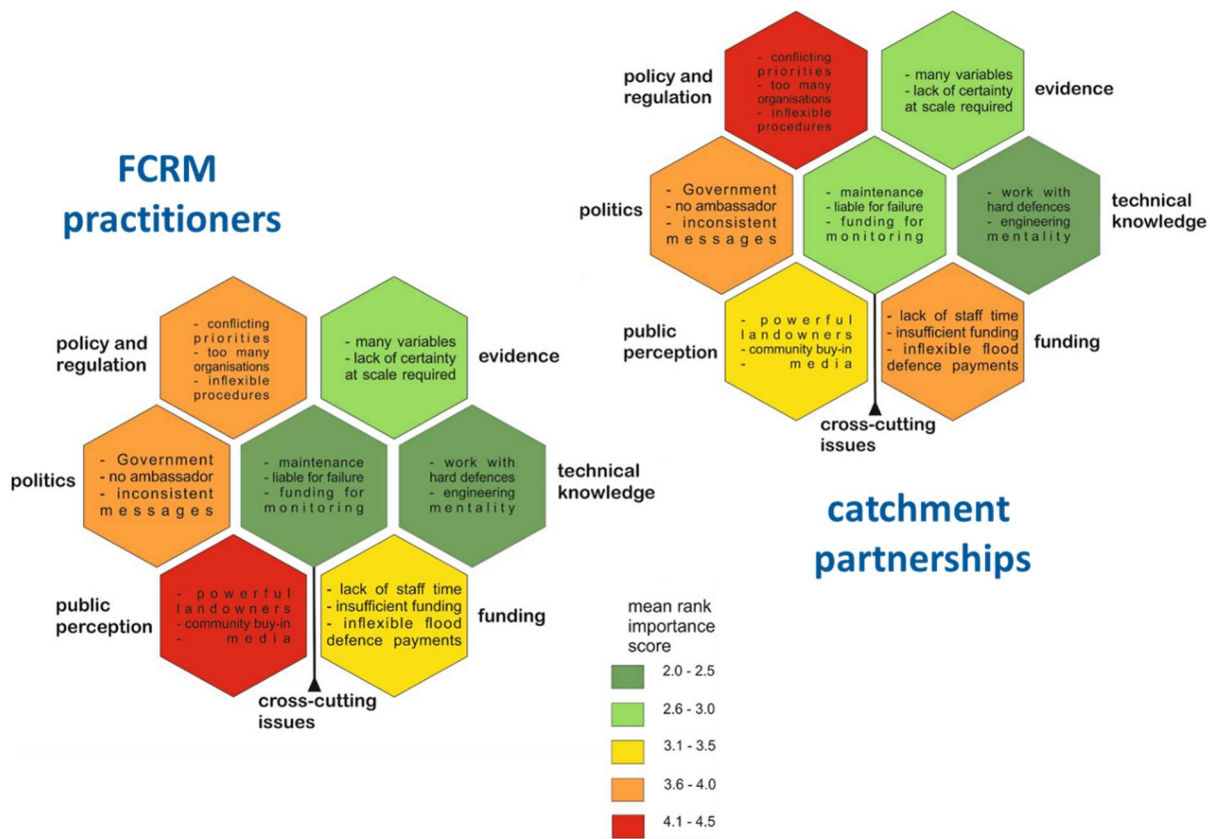 FCRM
practitioners
policy and
regulation
- conflicting
priorities
- too many
organisations
- inflexible
procedures
- many variables
- lack of certainty
at scale required
evidence
politics
- Government
- no ambassador
- inconsistent
messages
- maintenance
- liable for failure
- funding for
monitoring
- work with
hard defences
- engineering
mentality
technical
knowledge
public
perception
- powerful
landowners
- community buy-in
- media
- lack of staff time
- insufficient funding
- inflexible flood
defence payments
funding
cross-cutting
issues
policy and
regulation
- conflicting
priorities
- too many
organisations
- inflexible
procedures
- many variables
- lack of certainty
at scale required
evidence
politics
- Government
- no ambassador
- inconsistent
messages
- maintenance
- liable for failure
- funding for
monitoring
- work with
hard defences
- engineering
mentality
technical
knowledge
public
perception
- powerful
landowners
- community buy-in
- media
- lack of staff time
- insufficient funding
- inflexible flood
defence payments
funding
cross-cutting
issues
catchment
partnerships
mean rank
importance
score
2.0 - 2.5
2.6 - 3.0
3.1 - 3.5
3.6 - 4.0
4.1 - 4.5